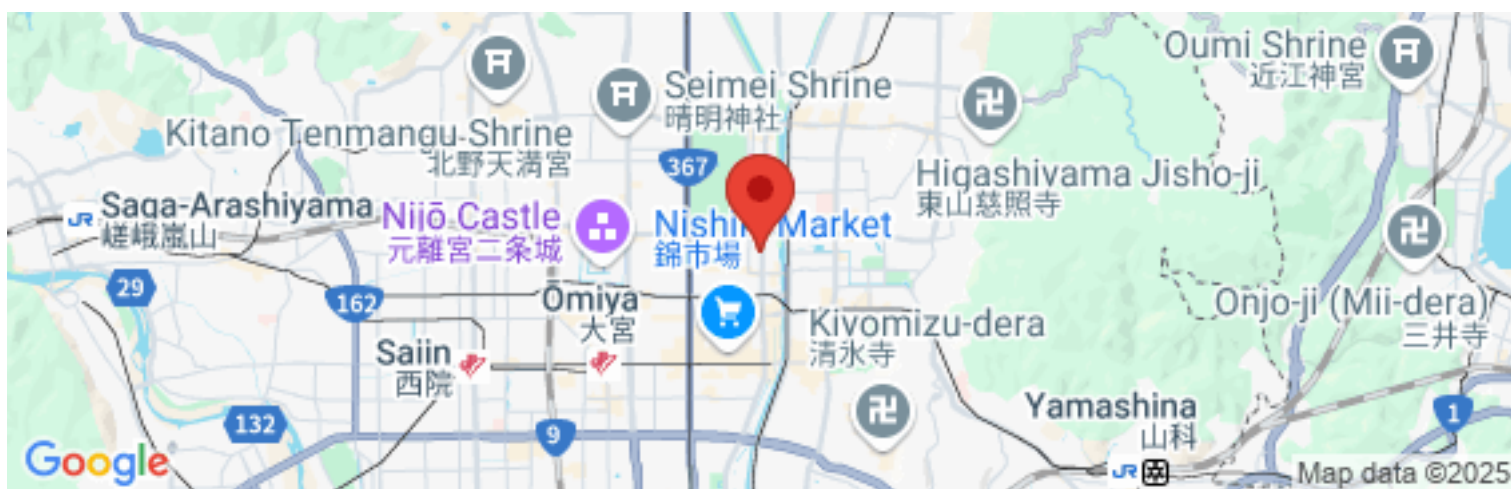 Oumi Shrine
近江神宮
Seimei Shrine
晴明神社
Kitano Tenmangu Shrine
北野天満宮
367
Higashiyama Jisho-ji
東山慈照寺
JR
Saga-Arashiyama
嵯峨嵐山
Nijō Castle
元離宮二条城
Market
錦市場
29
162
Ōmiya
大宮
Onjo-ji (Mii-dera)
三井寺
Kiyomizu-dera
清水寺
Saiin
西院
132
9
Yamashina
山科
1
JR
Google
Map data ©2025